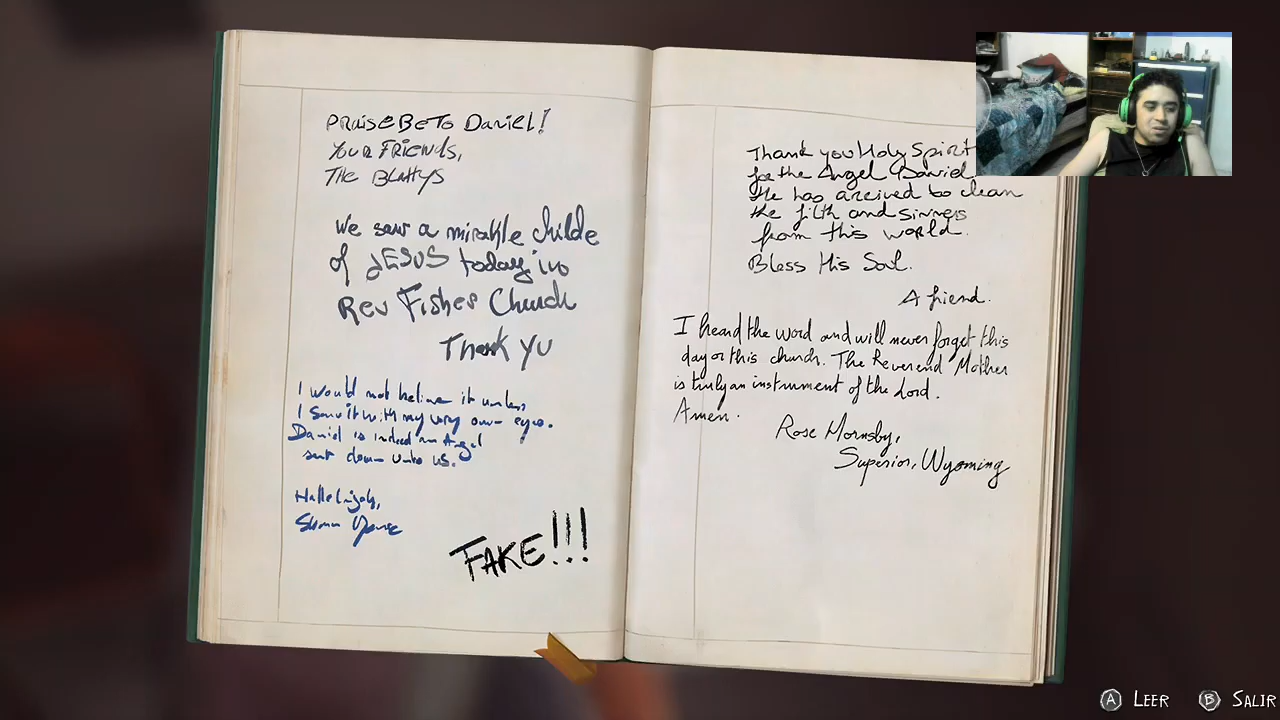 Praise Be To Daniel!
Your Friends,
The Blattys
We saw a mirakle childe
of JESUS today in
Rev Fisher Church
Thank YU
I would not believe it unless
I saw it with my very own eyes.
Daniel is indeed an Angel
sent down unto us.
Hallelujah,
FAKE!!!
Thank you Holy Spirit
for the Angel Daniel.
He has arrived to clean
the filth and sinners
from this world.
Bless His Soul.
A friend.
I heard the word and will never forget this
day or this church. The Reverend Mother
is truly an instrument of the Lord.
Amen.
Rose Mornsby,
Superior, Wyoming
A LEER B SALIR